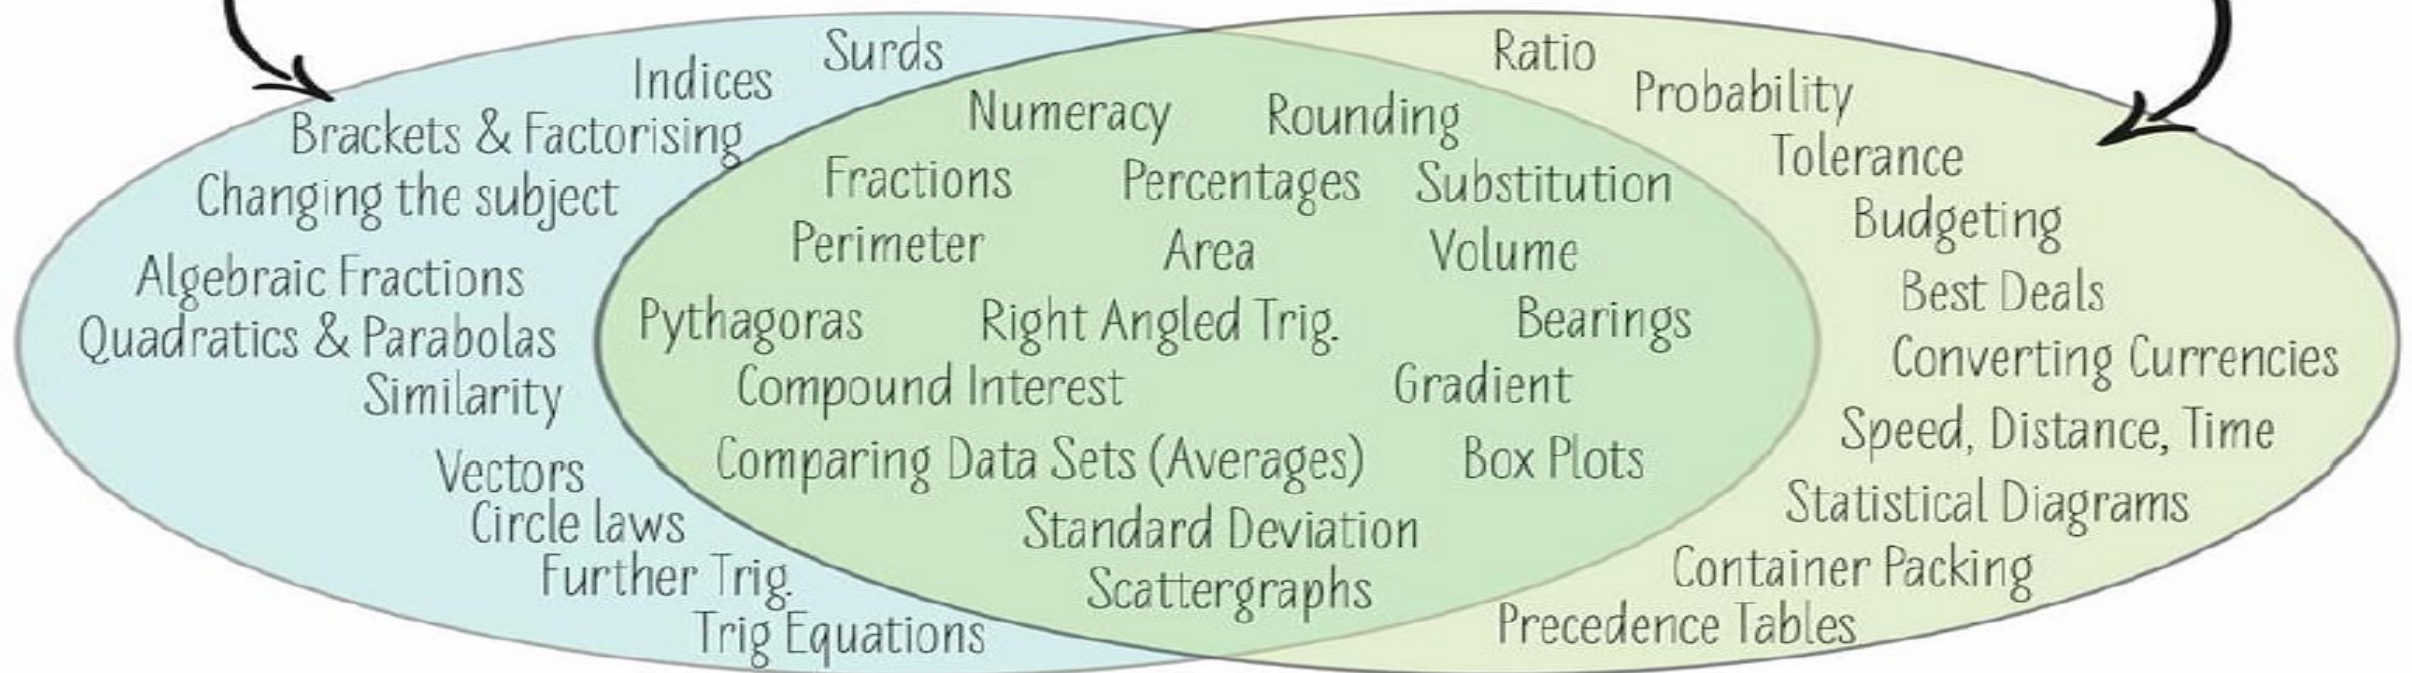 Surds
Indices
Brackets & Factorising
Changing the subject
Algebraic Fractions
Quadratics & Parabolas
Similarity
Vectors
Circle laws
Further Trig.
Trig Equations
Numeracy Rounding
Fractions Percentages Substitution
Perimeter Area Volume
Pythagoras Right Angled Trig. Bearings
Compound Interest Gradient
Comparing Data Sets (Averages) Box Plots
Standard Deviation
Scattergraphs
Ratio
Probability
Tolerance
Budgeting
Best Deals
Converting Currencies
Speed, Distance, Time
Statistical Diagrams
Container Packing
Precedence Tables